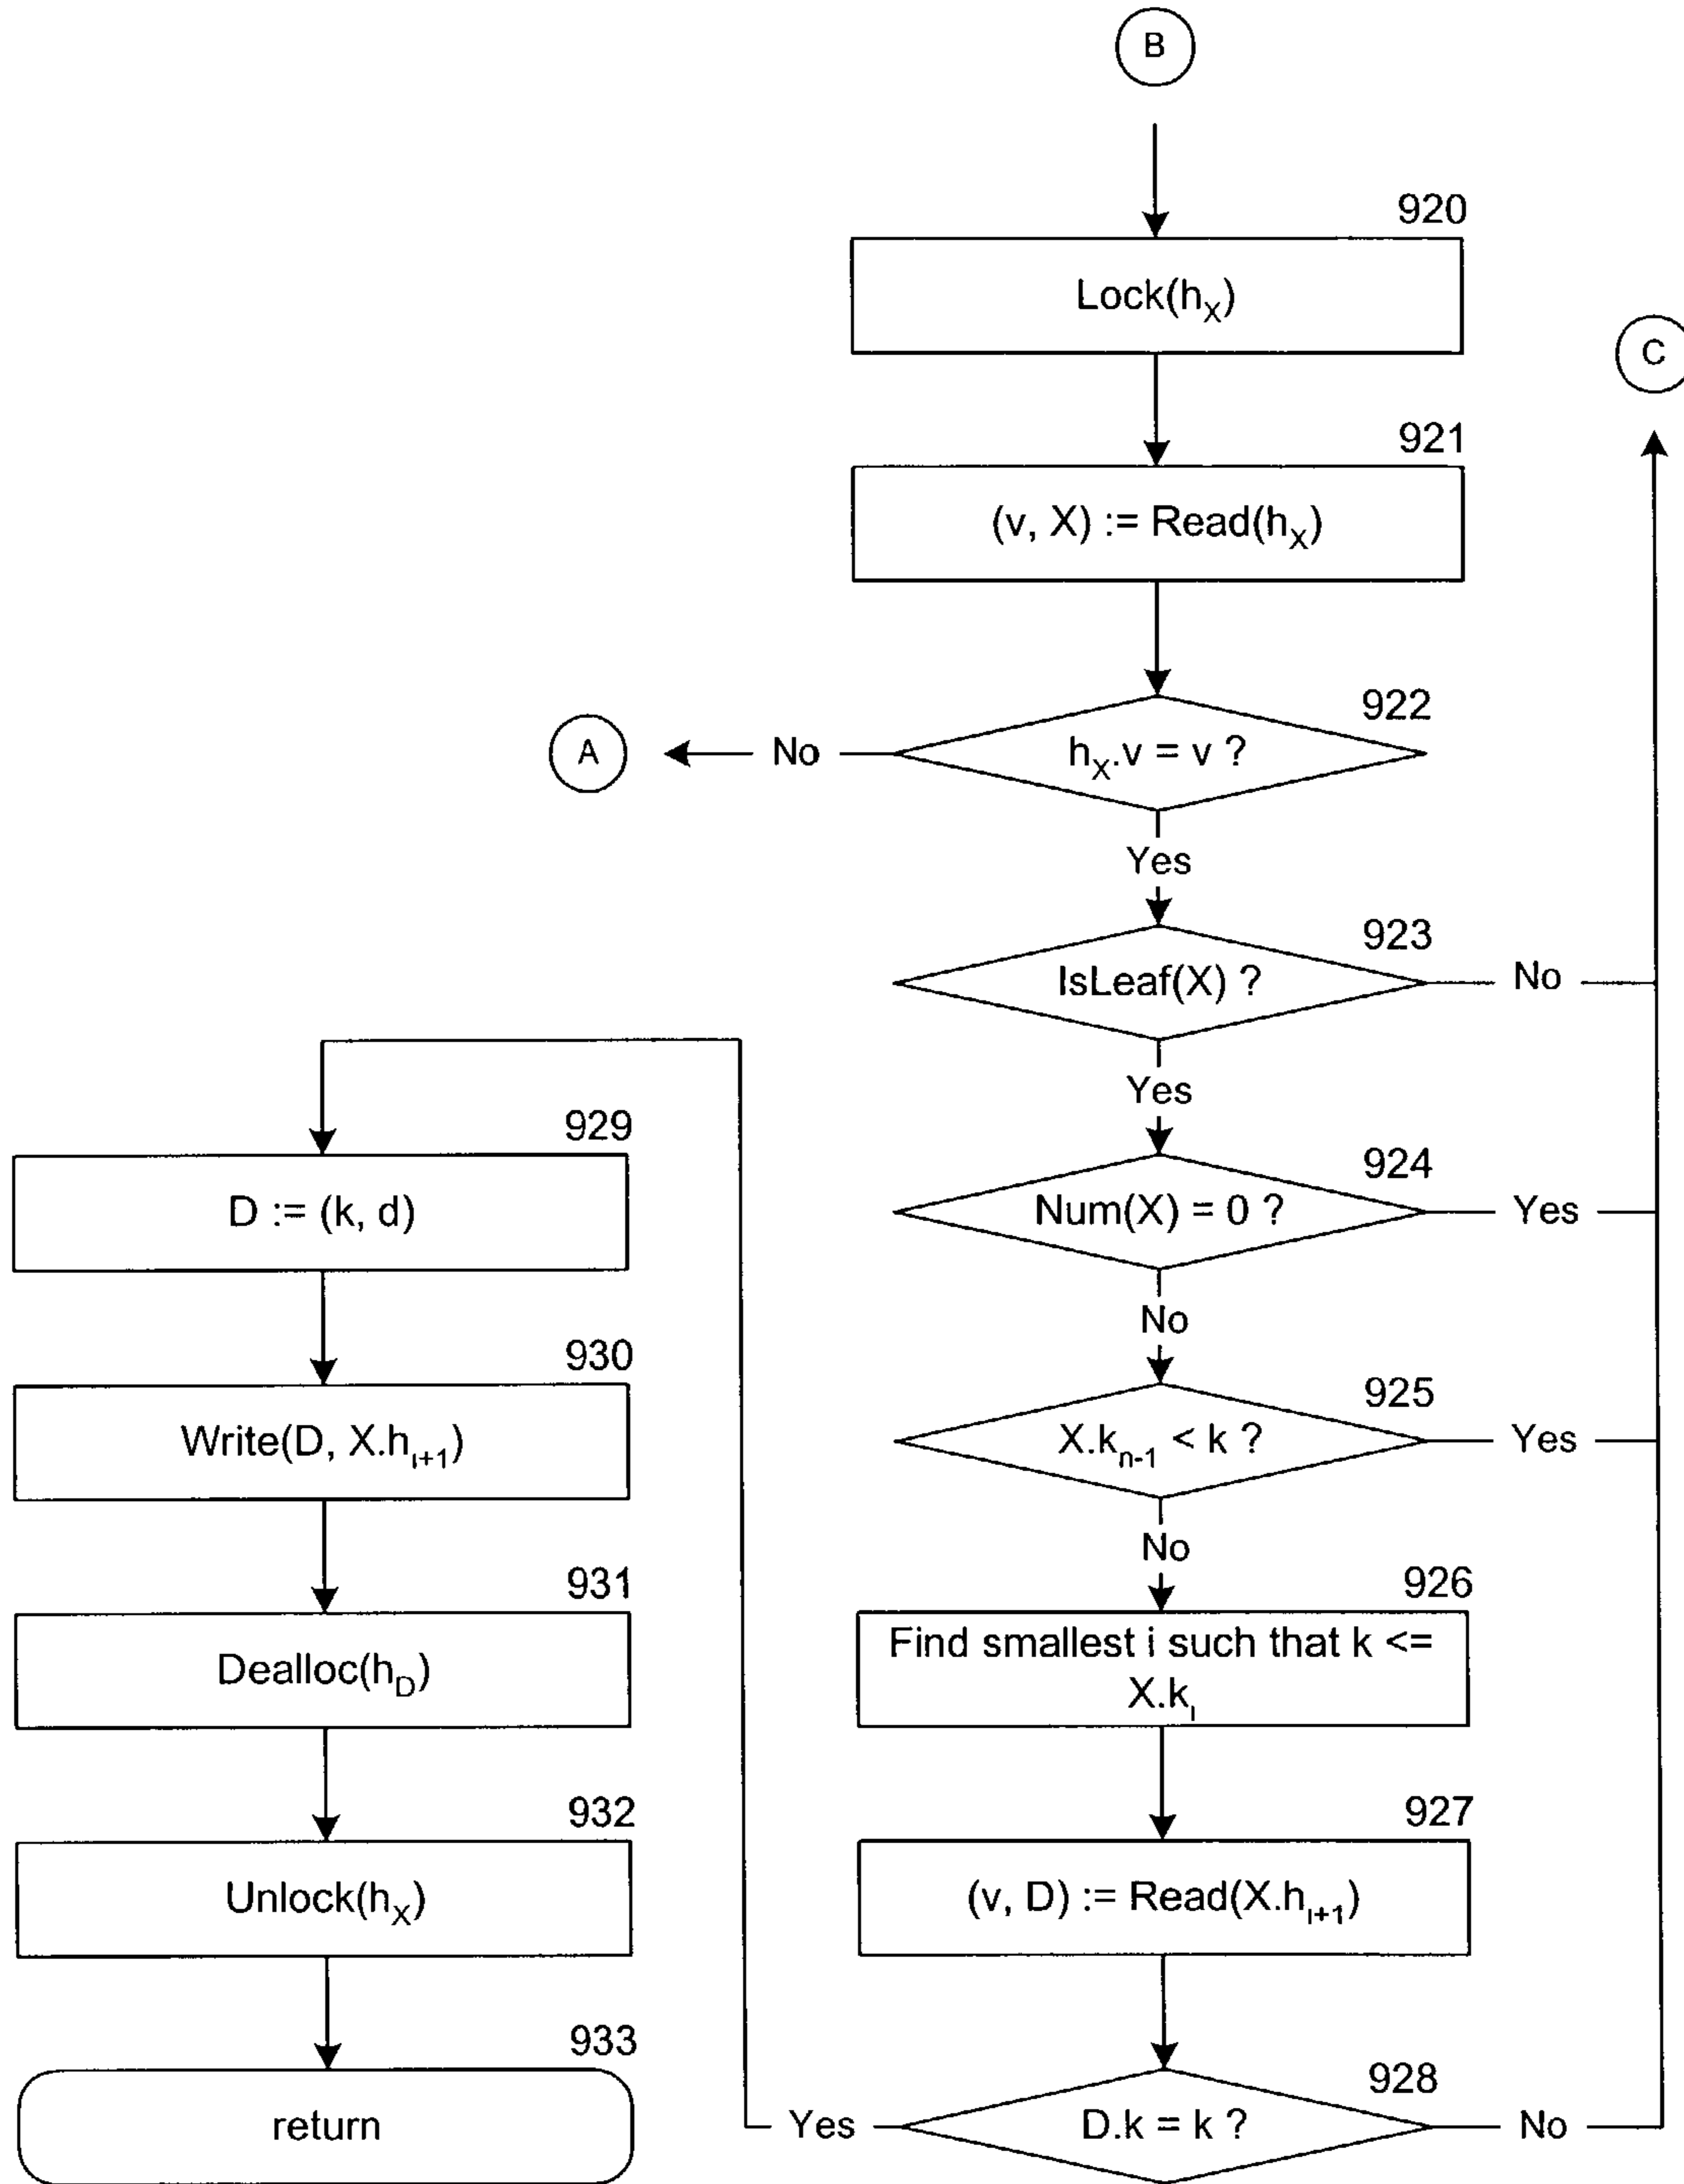 B
920
Lock(hX)
C
921
(v, X) := Read(hX)
922
A
No
hX.v = v ?
Yes
923
IsLeaf(X) ?
No
Yes
929
924
D := (k, d)
Num(X) = 0 ?
Yes
No
930
925
Write(D, X.hi+1)
X.kn-1 < k ?
Yes
No
931
926
Dealloc(hD)
Find smallest i such that k <=
X.ki
932
927
Unlock(hX)
(v, D) := Read(X.hi+1)
933
928
return
Yes
D.k = k ?
No